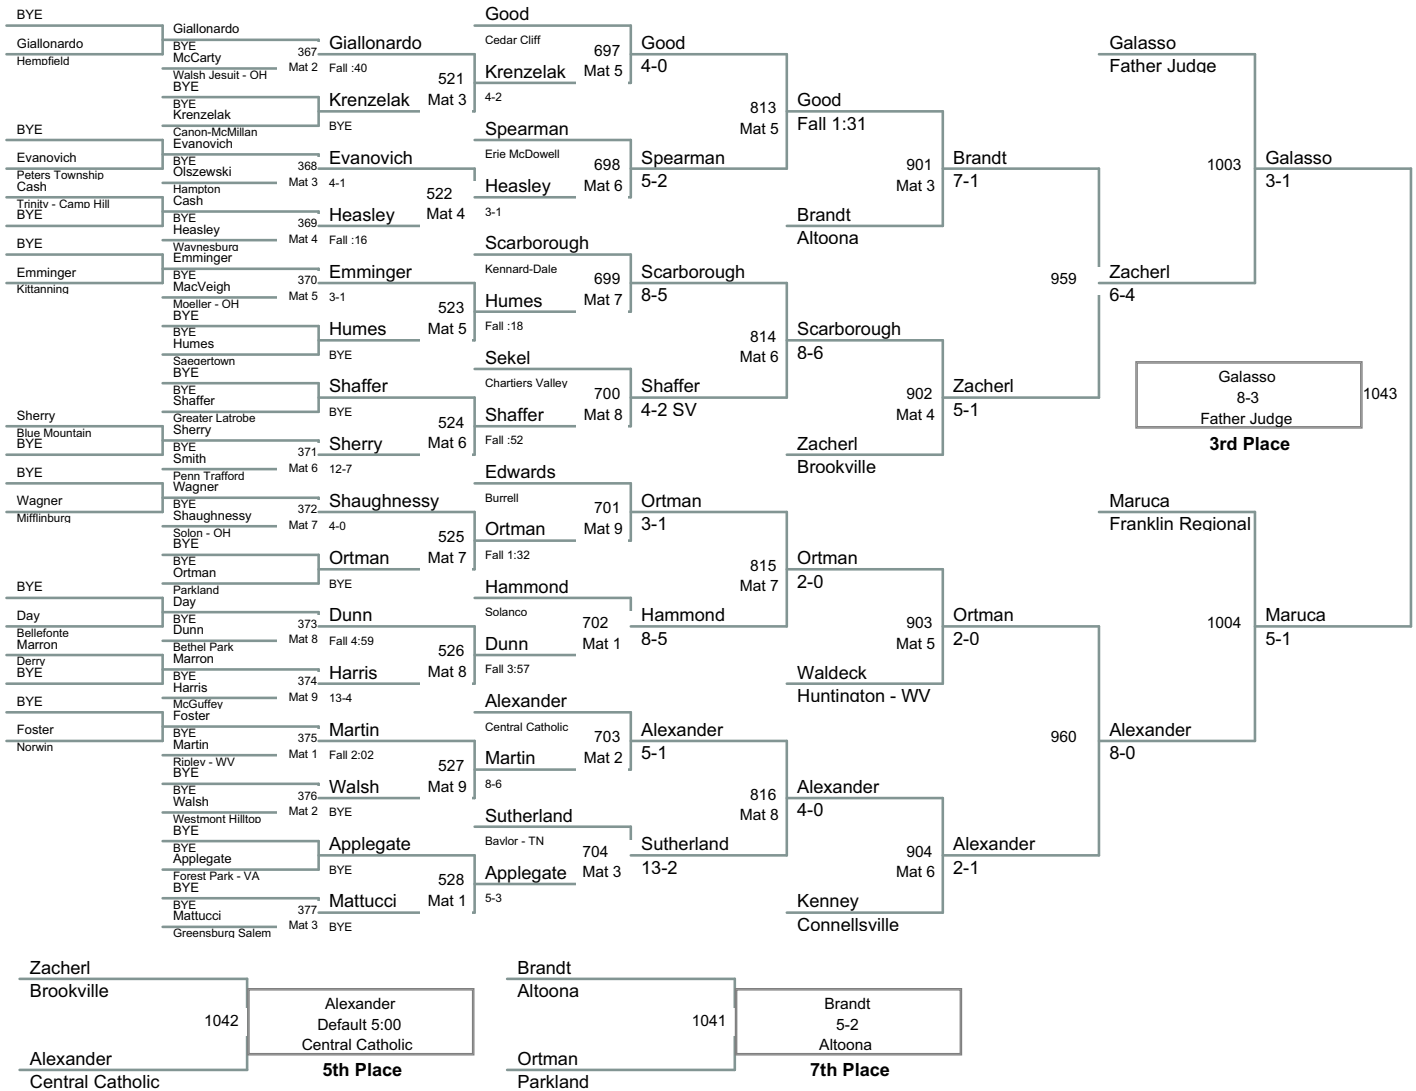 BYE
Giallonardo
Hempfield
BYE
Evanovich
Peters Township
Cash
Trinity - Camp Hill
BYE
BYE
Emminger
Kittanning
Sherry
Blue Mountain
BYE
BYE
Wagner
Mifflinburg
BYE
Day
Bellefonte
Marron
Derry
BYE
BYE
Foster
Norwin
Giallonardo
BYE
McCarty
Walsh Jesuit - OH
BYE
BYE
Krenzelak
Canon-McMillan
Evanovich
BYE
Olszewski
Hampton
Cash
BYE
Heasley
Waynesburg
Emminger
BYE
MacVeigh
Moeller - OH
BYE
BYE
Humes
Saegertown
BYE
BYE
Shaffer
Greater Latrobe
Sherry
BYE
Smith
Penn Trafford
Wagner
BYE
Shaughnessy
Solon - OH
BYE
BYE
Ortman
Parkland
Day
BYE
Dunn
Bethel Park
Marron
BYE
Harris
McGuffey
Foster
BYE
Martin
Ripley - WV
BYE
BYE
Walsh
Westmont Hilltop
BYE
BYE
Applegate
Forest Park - VA
BYE
BYE
Mattucci
Greensburg Salem
367
Mat 2
368
Mat 3
369
Mat 4
370
Mat 5
371
Mat 6
372
Mat 7
373
Mat 8
374
Mat 9
375
Mat 1
376
Mat 2
377
Mat 3
Giallonardo
Fall :40
Krenzelak
BYE
Evanovich
4-1
Heasley
Fall :16
Emminger
3-1
Humes
BYE
Shaffer
BYE
Sherry
12-7
Shaughnessy
4-0
Ortman
BYE
Dunn
Fall 4:59
Harris
13-4
Martin
Fall 2:02
Walsh
BYE
Applegate
BYE
Mattucci
BYE
521
Mat 3
522
Mat 4
523
Mat 5
524
Mat 6
525
Mat 7
526
Mat 8
527
Mat 9
528
Mat 1
Good
Cedar Cliff
Krenzelak
4-2
Spearman
Erie McDowell
Heasley
3-1
Scarborough
Kennard-Dale
Humes
Fall :18
Sekel
Chartiers Valley
Shaffer
Fall :52
Edwards
Burrell
Ortman
Fall 1:32
Hammond
Solanco
Dunn
Fall 3:57
Alexander
Central Catholic
Martin
8-6
Sutherland
Baylor - TN
Applegate
5-3
697
Mat 5
698
Mat 6
699
Mat 7
700
Mat 8
701
Mat 9
702
Mat 1
703
Mat 2
704
Mat 3
Good
4-0
Spearman
5-2
Scarborough
8-5
Shaffer
4-2 SV
Ortman
3-1
Hammond
8-5
Alexander
5-1
Sutherland
13-2
813
Mat 5
814
Mat 6
815
Mat 7
816
Mat 8
Good
Fall 1:31
Brandt
Altoona
Scarborough
8-6
Zacherl
Brookville
Ortman
2-0
Waldeck
Huntington - WV
Alexander
4-0
Kenney
Connellsville
901
Mat 3
902
Mat 4
903
Mat 5
904
Mat 6
Brandt
7-1
Zacherl
5-1
Ortman
2-0
Alexander
2-1
959
960
Galasso
Father Judge
Zacherl
6-4
Maruca
Franklin Regional
Alexander
8-0
1003
1004
Galasso
3-1
Maruca
5-1
Galasso
8-3
Father Judge
1043
3rd Place
Zacherl
Brookville
1042
Alexander
Central Catholic
Alexander
Default 5:00
Central Catholic
5th Place
Brandt
Altoona
1041
Ortman
Parkland
Brandt
5-2
Altoona
7th Place